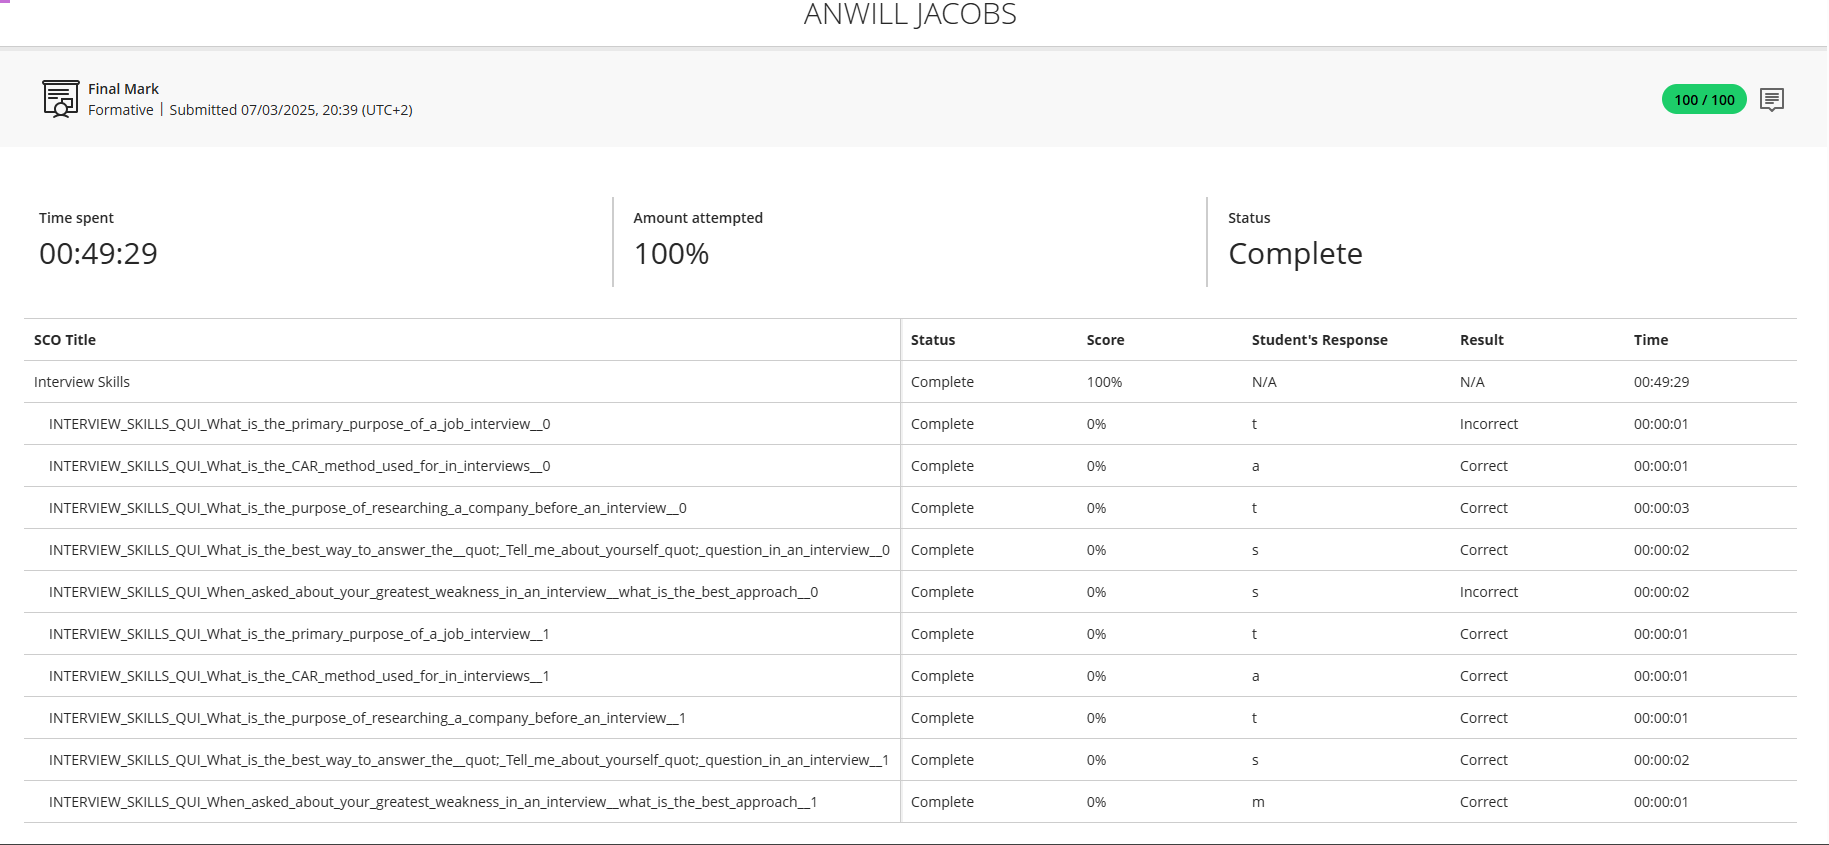 ANWILL JACOBS
Final Mark
Formative | Submitted 07/03/2025, 20:39 (UTC+2)
100 / 100
Time spent
00:49:29
Amount attempted
100%
Status
Complete
SCO Title Status Score Student's Response Result Time
Interview Skills Complete 100% N/A N/A 00:49:29
INTERVIEW_SKILLS_QUI_What_is_the_primary_purpose_of_a_job_interview__0 Complete 0% t Incorrect 00:00:01
INTERVIEW_SKILLS_QUI_What_is_the_CAR_method_used_for_in_interviews__0 Complete 0% a Correct 00:00:01
INTERVIEW_SKILLS_QUI_What_is_the_purpose_of_researching_a_company_before_an_interview__0 Complete 0% t Correct 00:00:03
INTERVIEW_SKILLS_QUI_What_is_the_best_way_to_answer_the__quot;_Tell_me_about_yourself_quot;_question_in_an_interview__0 Complete 0% s Correct 00:00:02
INTERVIEW_SKILLS_QUI_When_asked_about_your_greatest_weakness_in_an_interview__what_is_the_best_approach__0 Complete 0% s Incorrect 00:00:02
INTERVIEW_SKILLS_QUI_What_is_the_primary_purpose_of_a_job_interview__1 Complete 0% t Correct 00:00:01
INTERVIEW_SKILLS_QUI_What_is_the_CAR_method_used_for_in_interviews__1 Complete 0% a Correct 00:00:01
INTERVIEW_SKILLS_QUI_What_is_the_purpose_of_researching_a_company_before_an_interview__1 Complete 0% t Correct 00:00:01
INTERVIEW_SKILLS_QUI_What_is_the_best_way_to_answer_the__quot;_Tell_me_about_yourself_quot;_question_in_an_interview__1 Complete 0% s Correct 00:00:02
INTERVIEW_SKILLS_QUI_When_asked_about_your_greatest_weakness_in_an_interview__what_is_the_best_approach__1 Complete 0% m Correct 00:00:01